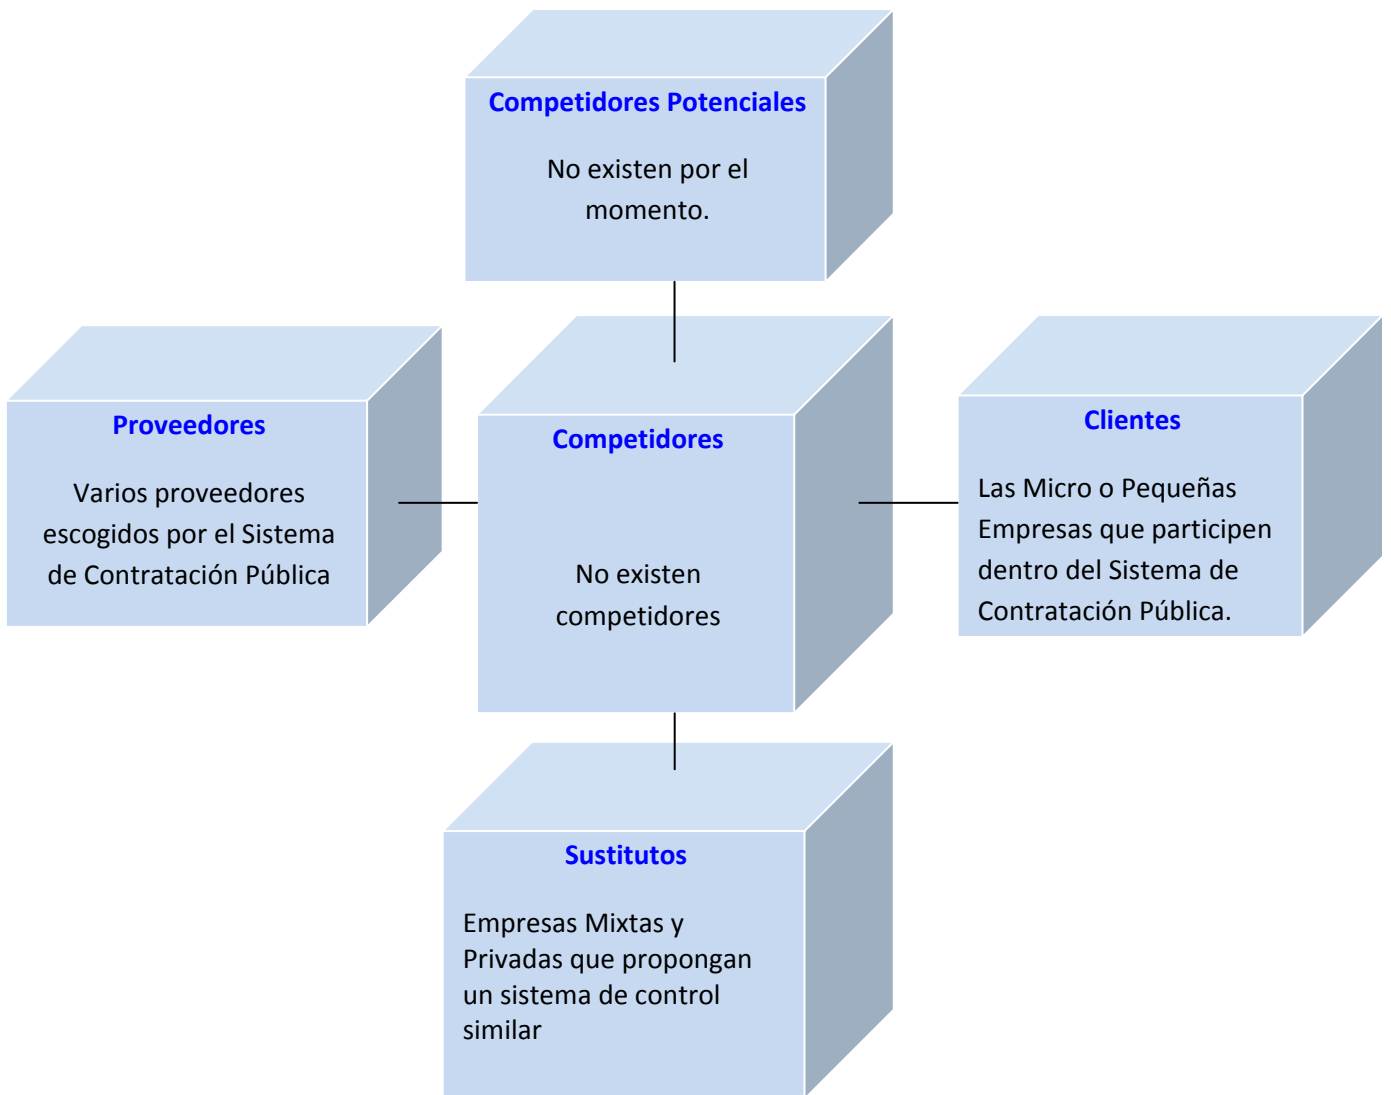 Competidores Potenciales
No existen por el
momento.
Proveedores
Varios proveedores
escogidos por el Sistema
de Contratación Pública
Competidores
No existen
competidores
Clientes
Las Micro o Pequeñas
Empresas que participen
dentro del Sistema de
Contratación Pública.
Sustitutos
Empresas Mixtas y
Privadas que propongan
un sistema de control
similar